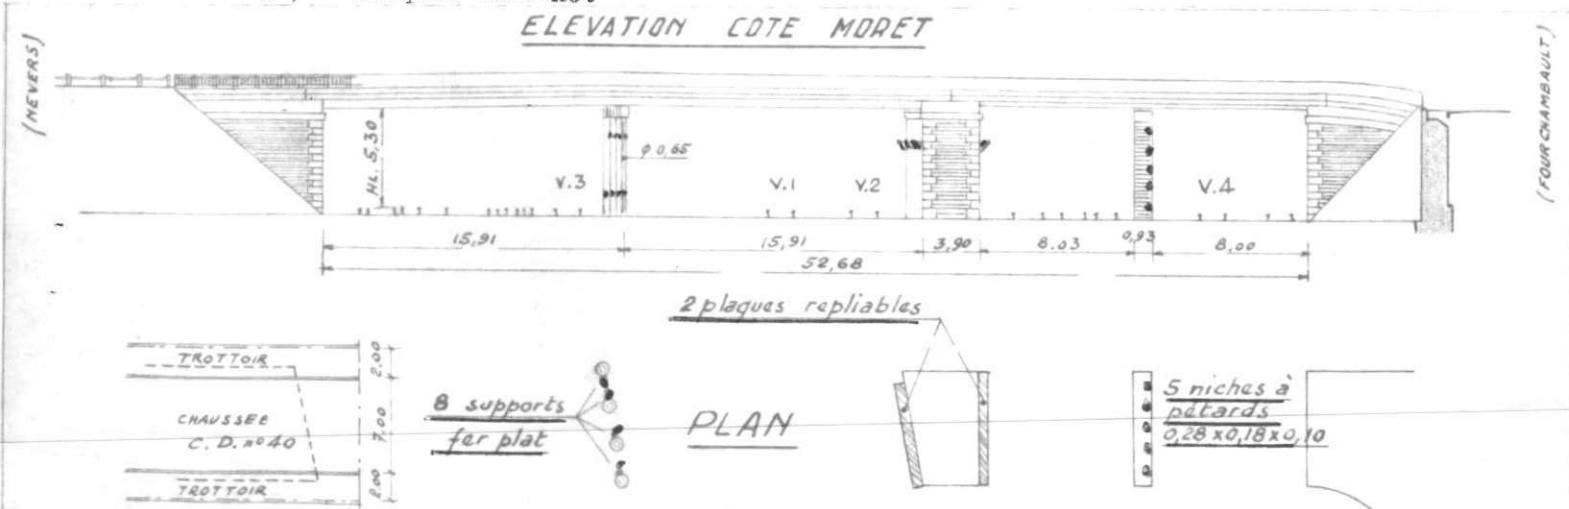 ELEVATION COTE MORET
(NEVERS)
(FOURCHAMBAULT)
HL. 5,30
φ 0,65
V.3
V.1
V.2
V.4
15,91
15,91
3,90
8.03
0,93
8,00
52,68
2 plaques repliables
TROTTOIR
2.00
CHAUSSEE
C. D. nº 40
7.00
TROTTOIR
2.00
8 supports
fer plat
PLAN
5 niches à
pétards
0,28 x 0,18 x 0,10